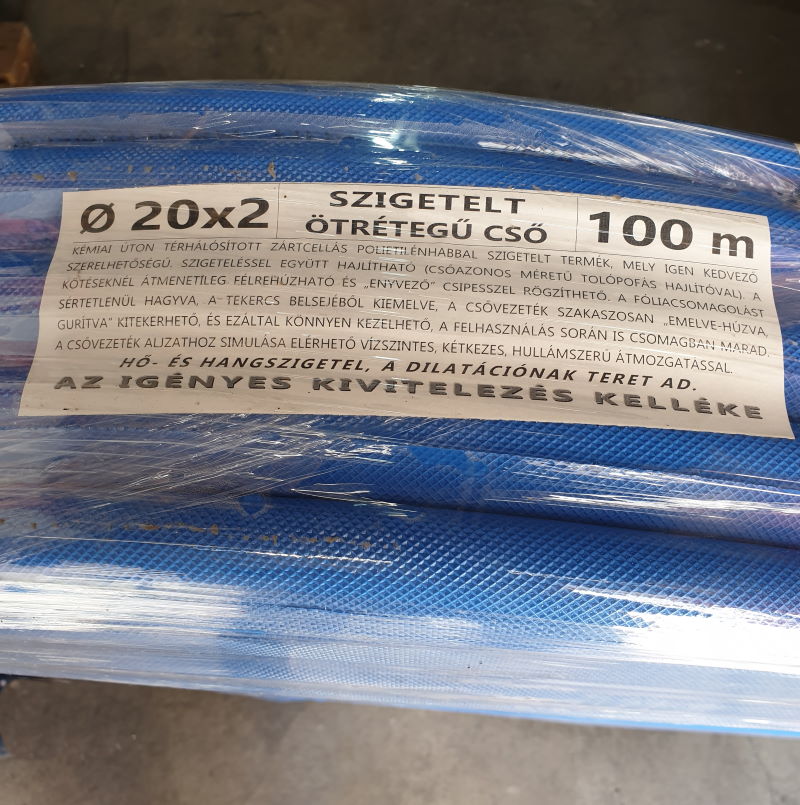 Ø 20x2
SZIGETELT
ÖTRÉTEGŰ CSŐ
100 m
KÉMIAI ÚTON TÉRHÁLÓSÍTOTT ZÁRTCELLÁS POLIETILÉNHABBAL SZIGETELT TERMÉK, MELY IGEN KEDVEZŐ
SZERELHETŐSÉGŰ. SZIGETELÉSSEL EGYÜTT HAJLÍTHATÓ (CSŐAZONOS MÉRETŰ TOLÓPOFÁS HAJLÍTÓVAL). A
KÖTÉSEKNÉL ÁTMENETILEG FÉLREHÚZHATÓ ÉS „ENYVEZŐ” CSIPESSZEL RÖGZÍTHETŐ. A FÓLIACSOMAGOLÁST
SÉRTETLENÜL HAGYVA, A TEKERCS BELSEJÉBŐL KIEMELVE, A CSŐVEZETÉK SZAKASZOSAN „EMELVE-HÚZVA,
GURÍTVA” KITEKERHETŐ, ÉS EZÁLTAL KÖNNYEN KEZELHETŐ, A FELHASZNÁLÁS SORÁN IS CSOMAGBAN MARAD.
A CSŐVEZETÉK ALJZATHOZ SIMULÁSA ELÉRHETŐ VÍZSZINTES, KÉTKEZES, HULLÁMSZERŰ ÁTMOZGATÁSSAL.
HŐ- ÉS HANGSZIGETEL, A DILATÁCIÓNAK TERET AD.
AZ IGÉNYES KIVITELEZÉS KELLÉKE